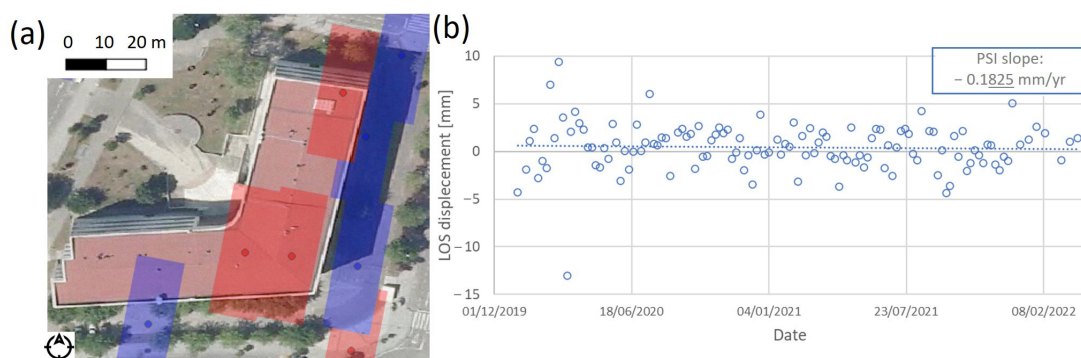 (a)
0 10 20 m
(b)
LOS displecement [mm]
10
5
0
−5
−10
−15
PSI slope:
− 0.1825 mm/yr
01/12/2019 18/06/2020 04/01/2021 23/07/2021 08/02/2022
Date